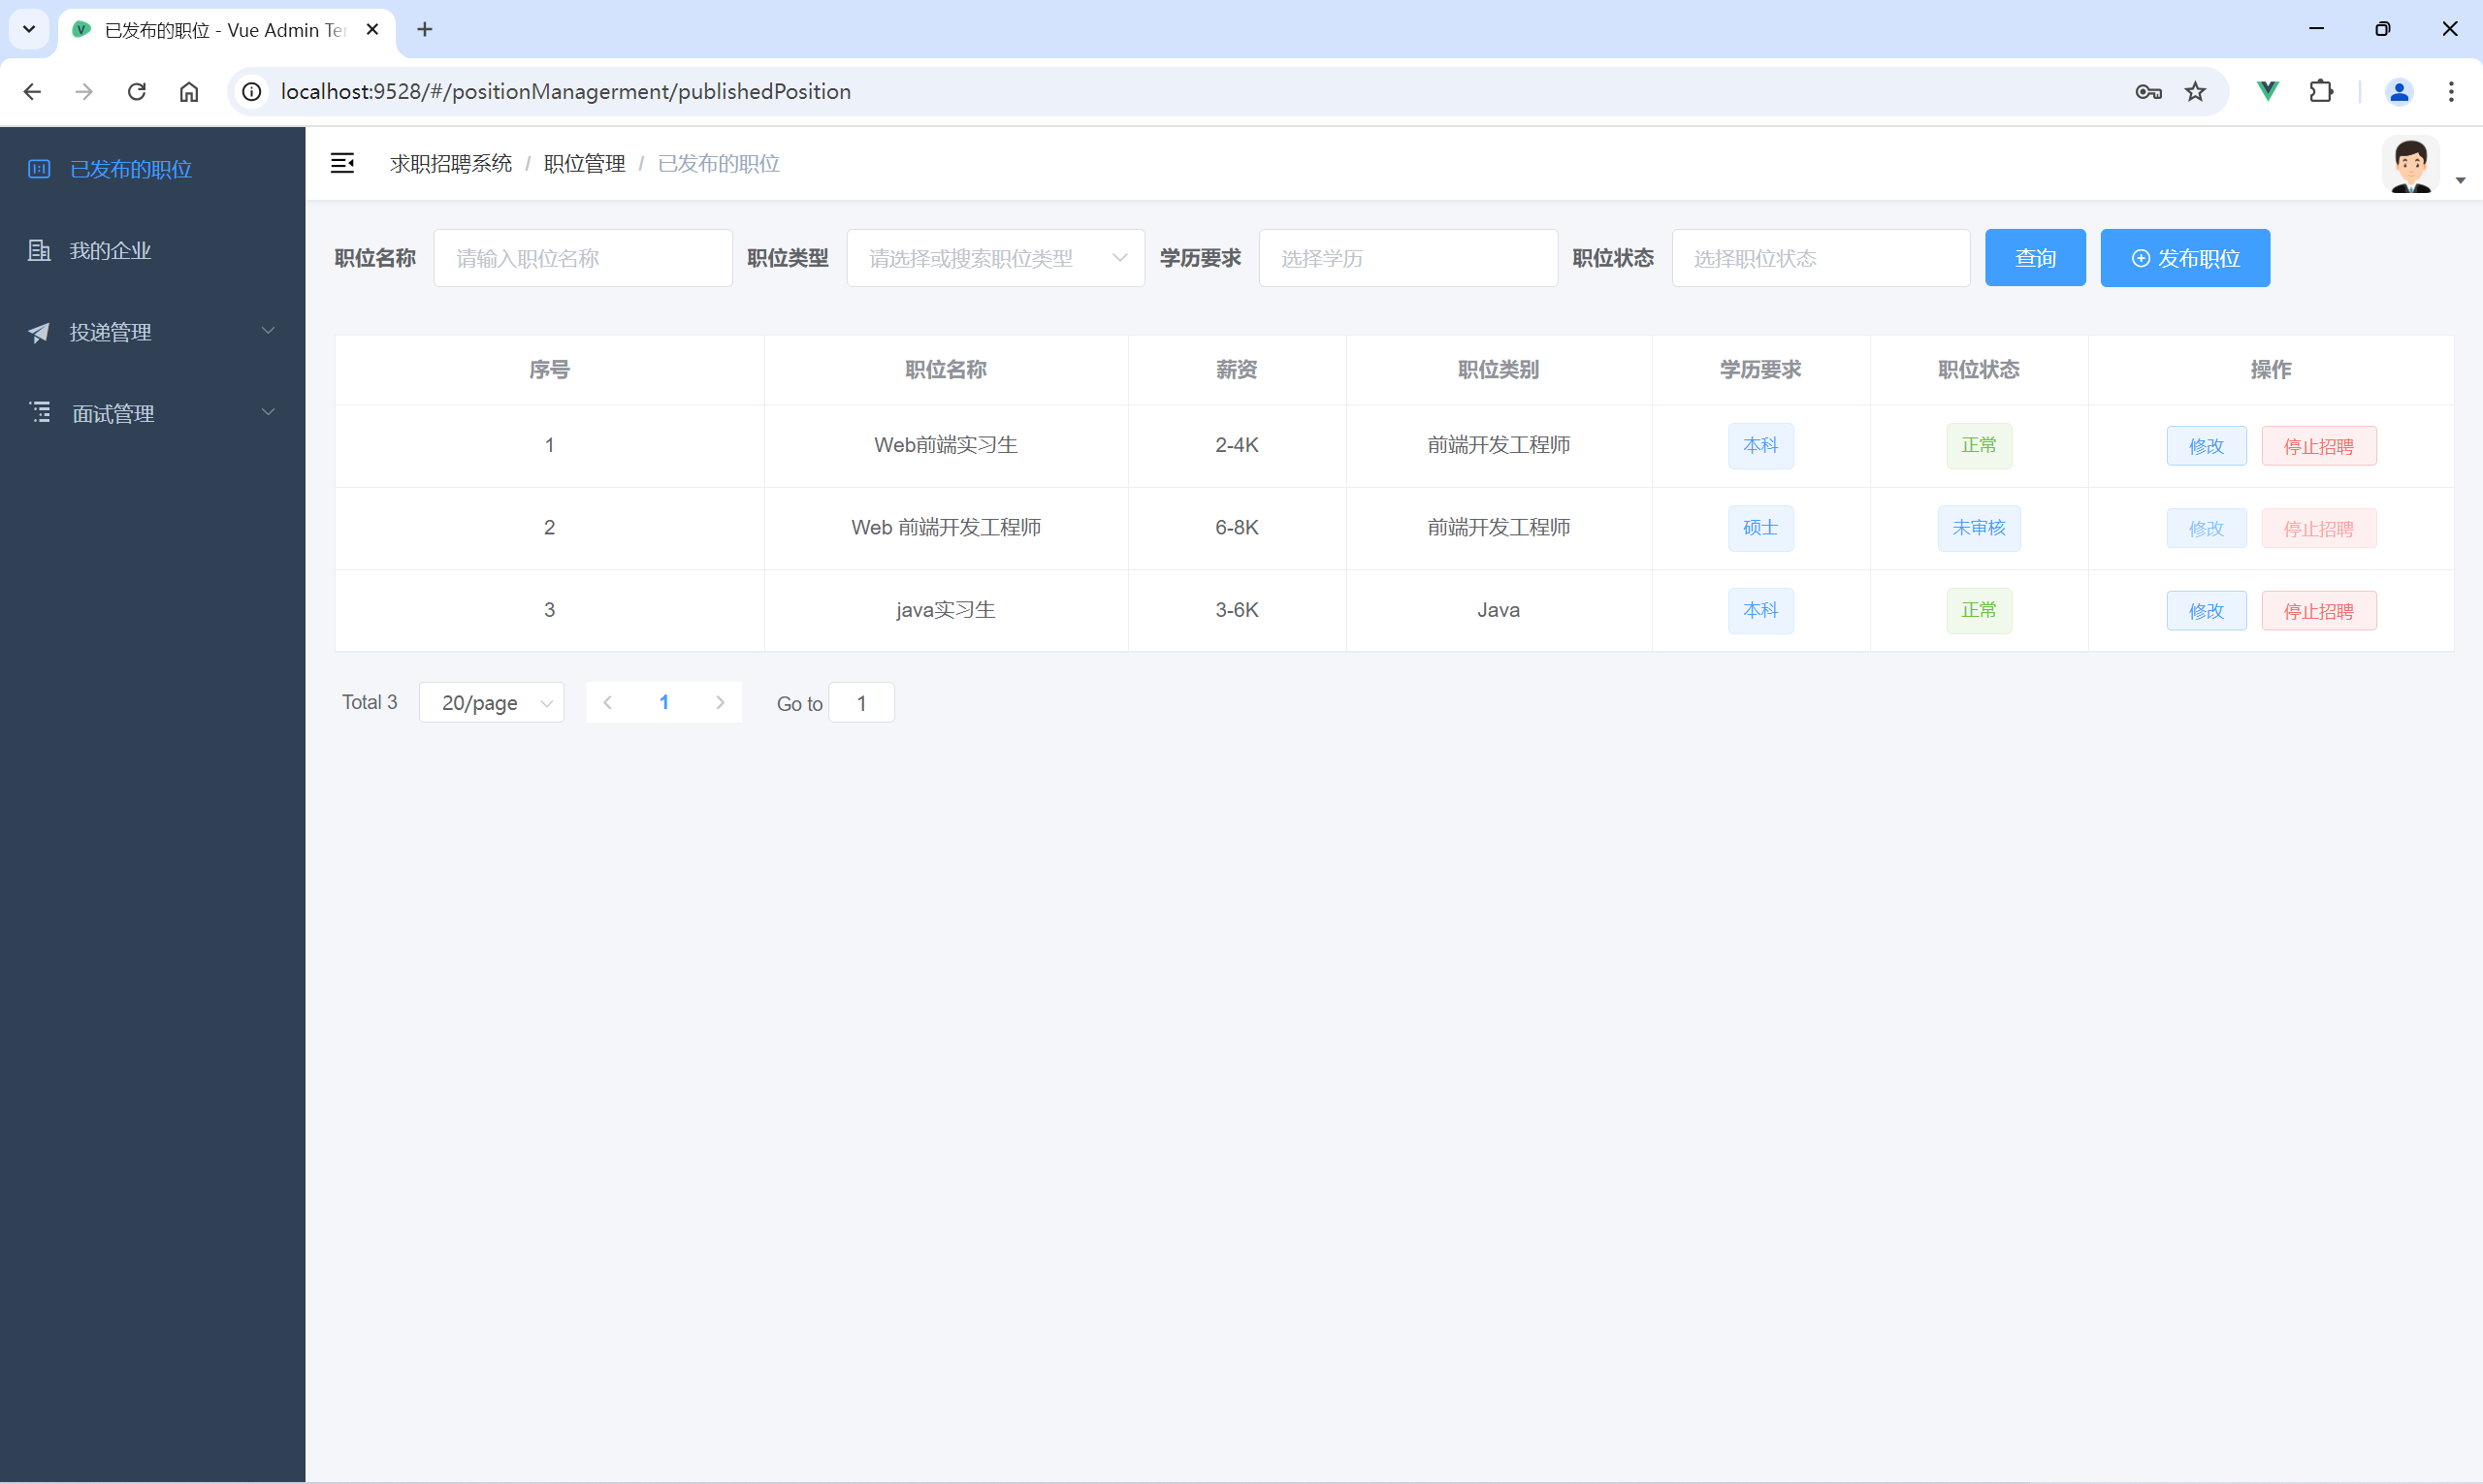 已发布的职位 - Vue Admin Te
localhost:9528/#/positionManagerment/publishedPosition
已发布的职位
我的企业
投递管理
面试管理
求职招聘系统 / 职位管理 / 已发布的职位
职位名称 请输入职位名称 职位类型 请选择或搜索职位类型 学历要求 选择学历 职位状态 选择职位状态 查询 发布职位
序号 职位名称 薪资 职位类别 学历要求 职位状态 操作
1 Web前端实习生 2-4K 前端开发工程师 本科 正常 修改 停止招聘
2 Web 前端开发工程师 6-8K 前端开发工程师 硕士 未审核 修改 停止招聘
3 java实习生 3-6K Java 本科 正常 修改 停止招聘
Total 3 20/page 1 Go to 1